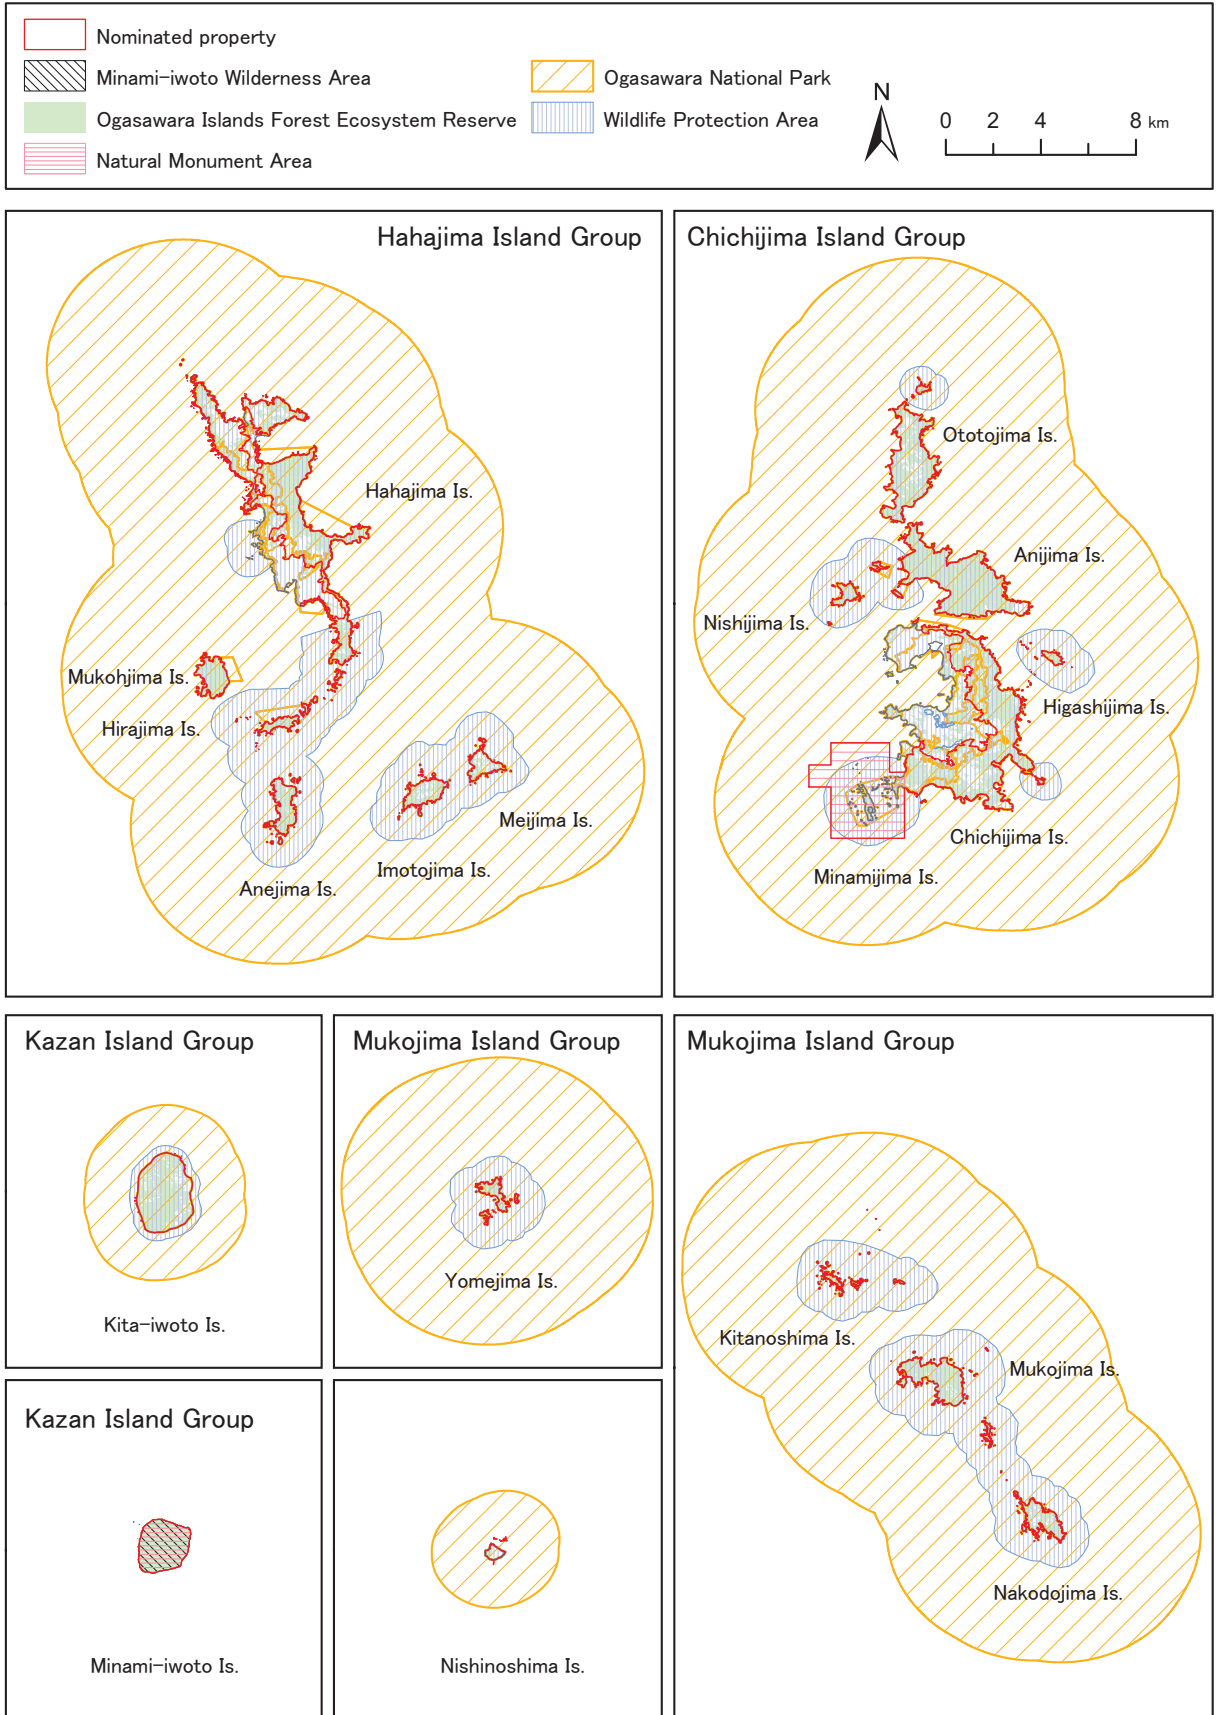 Nominated property
Minami-iwoto Wilderness Area
Ogasawara National Park
Ogasawara Islands Forest Ecosystem Reserve
Wildlife Protection Area
Natural Monument Area
N
0 2 4 8 km
Hahajima Island Group
Hahajima Is.
Mukohjima Is.
Hirajima Is.
Meijima Is.
Imotojima Is.
Anejima Is.
Chichijima Island Group
Ototojima Is.
Anijima Is.
Nishijima Is.
Higashijima Is.
Chichijima Is.
Minamijima Is.
Kazan Island Group
Kita-iwoto Is.
Mukojima Island Group
Yomejima Is.
Mukojima Island Group
Kitanoshima Is.
Mukojima Is.
Nakodojima Is.
Kazan Island Group
Minami-iwoto Is.
Nishinoshima Is.